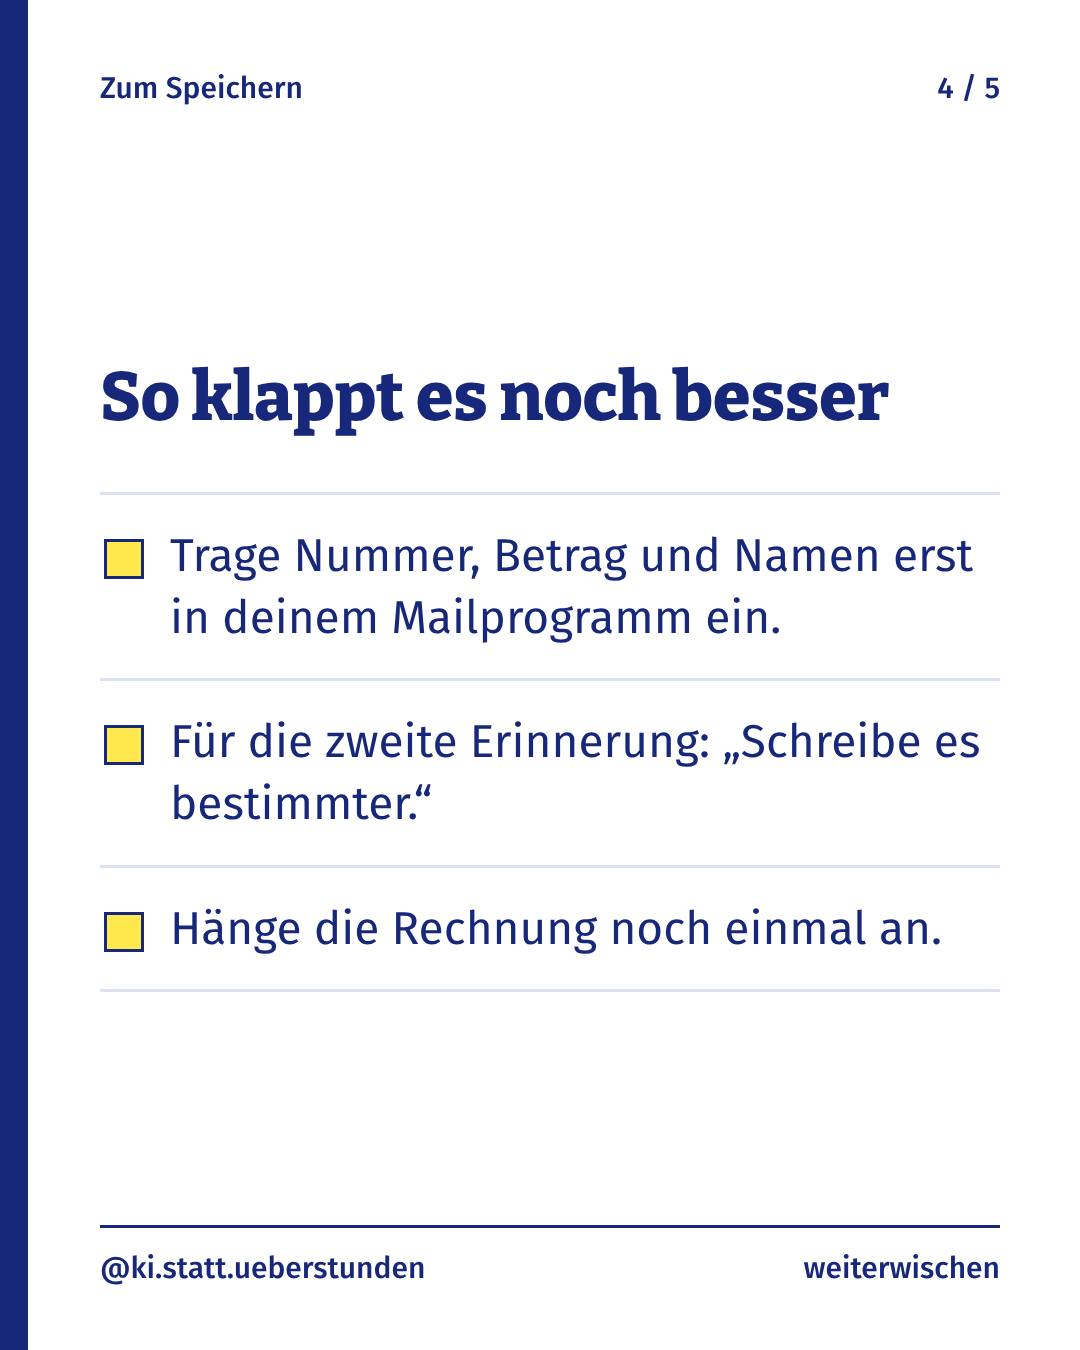 Zum Speichern
4 / 5
So klappt es noch besser
Trage Nummer, Betrag und Namen erst
in deinem Mailprogramm ein.
Für die zweite Erinnerung: „Schreibe es
bestimmter.“
Hänge die Rechnung noch einmal an.
@ki.statt.ueberstunden
weiterwischen